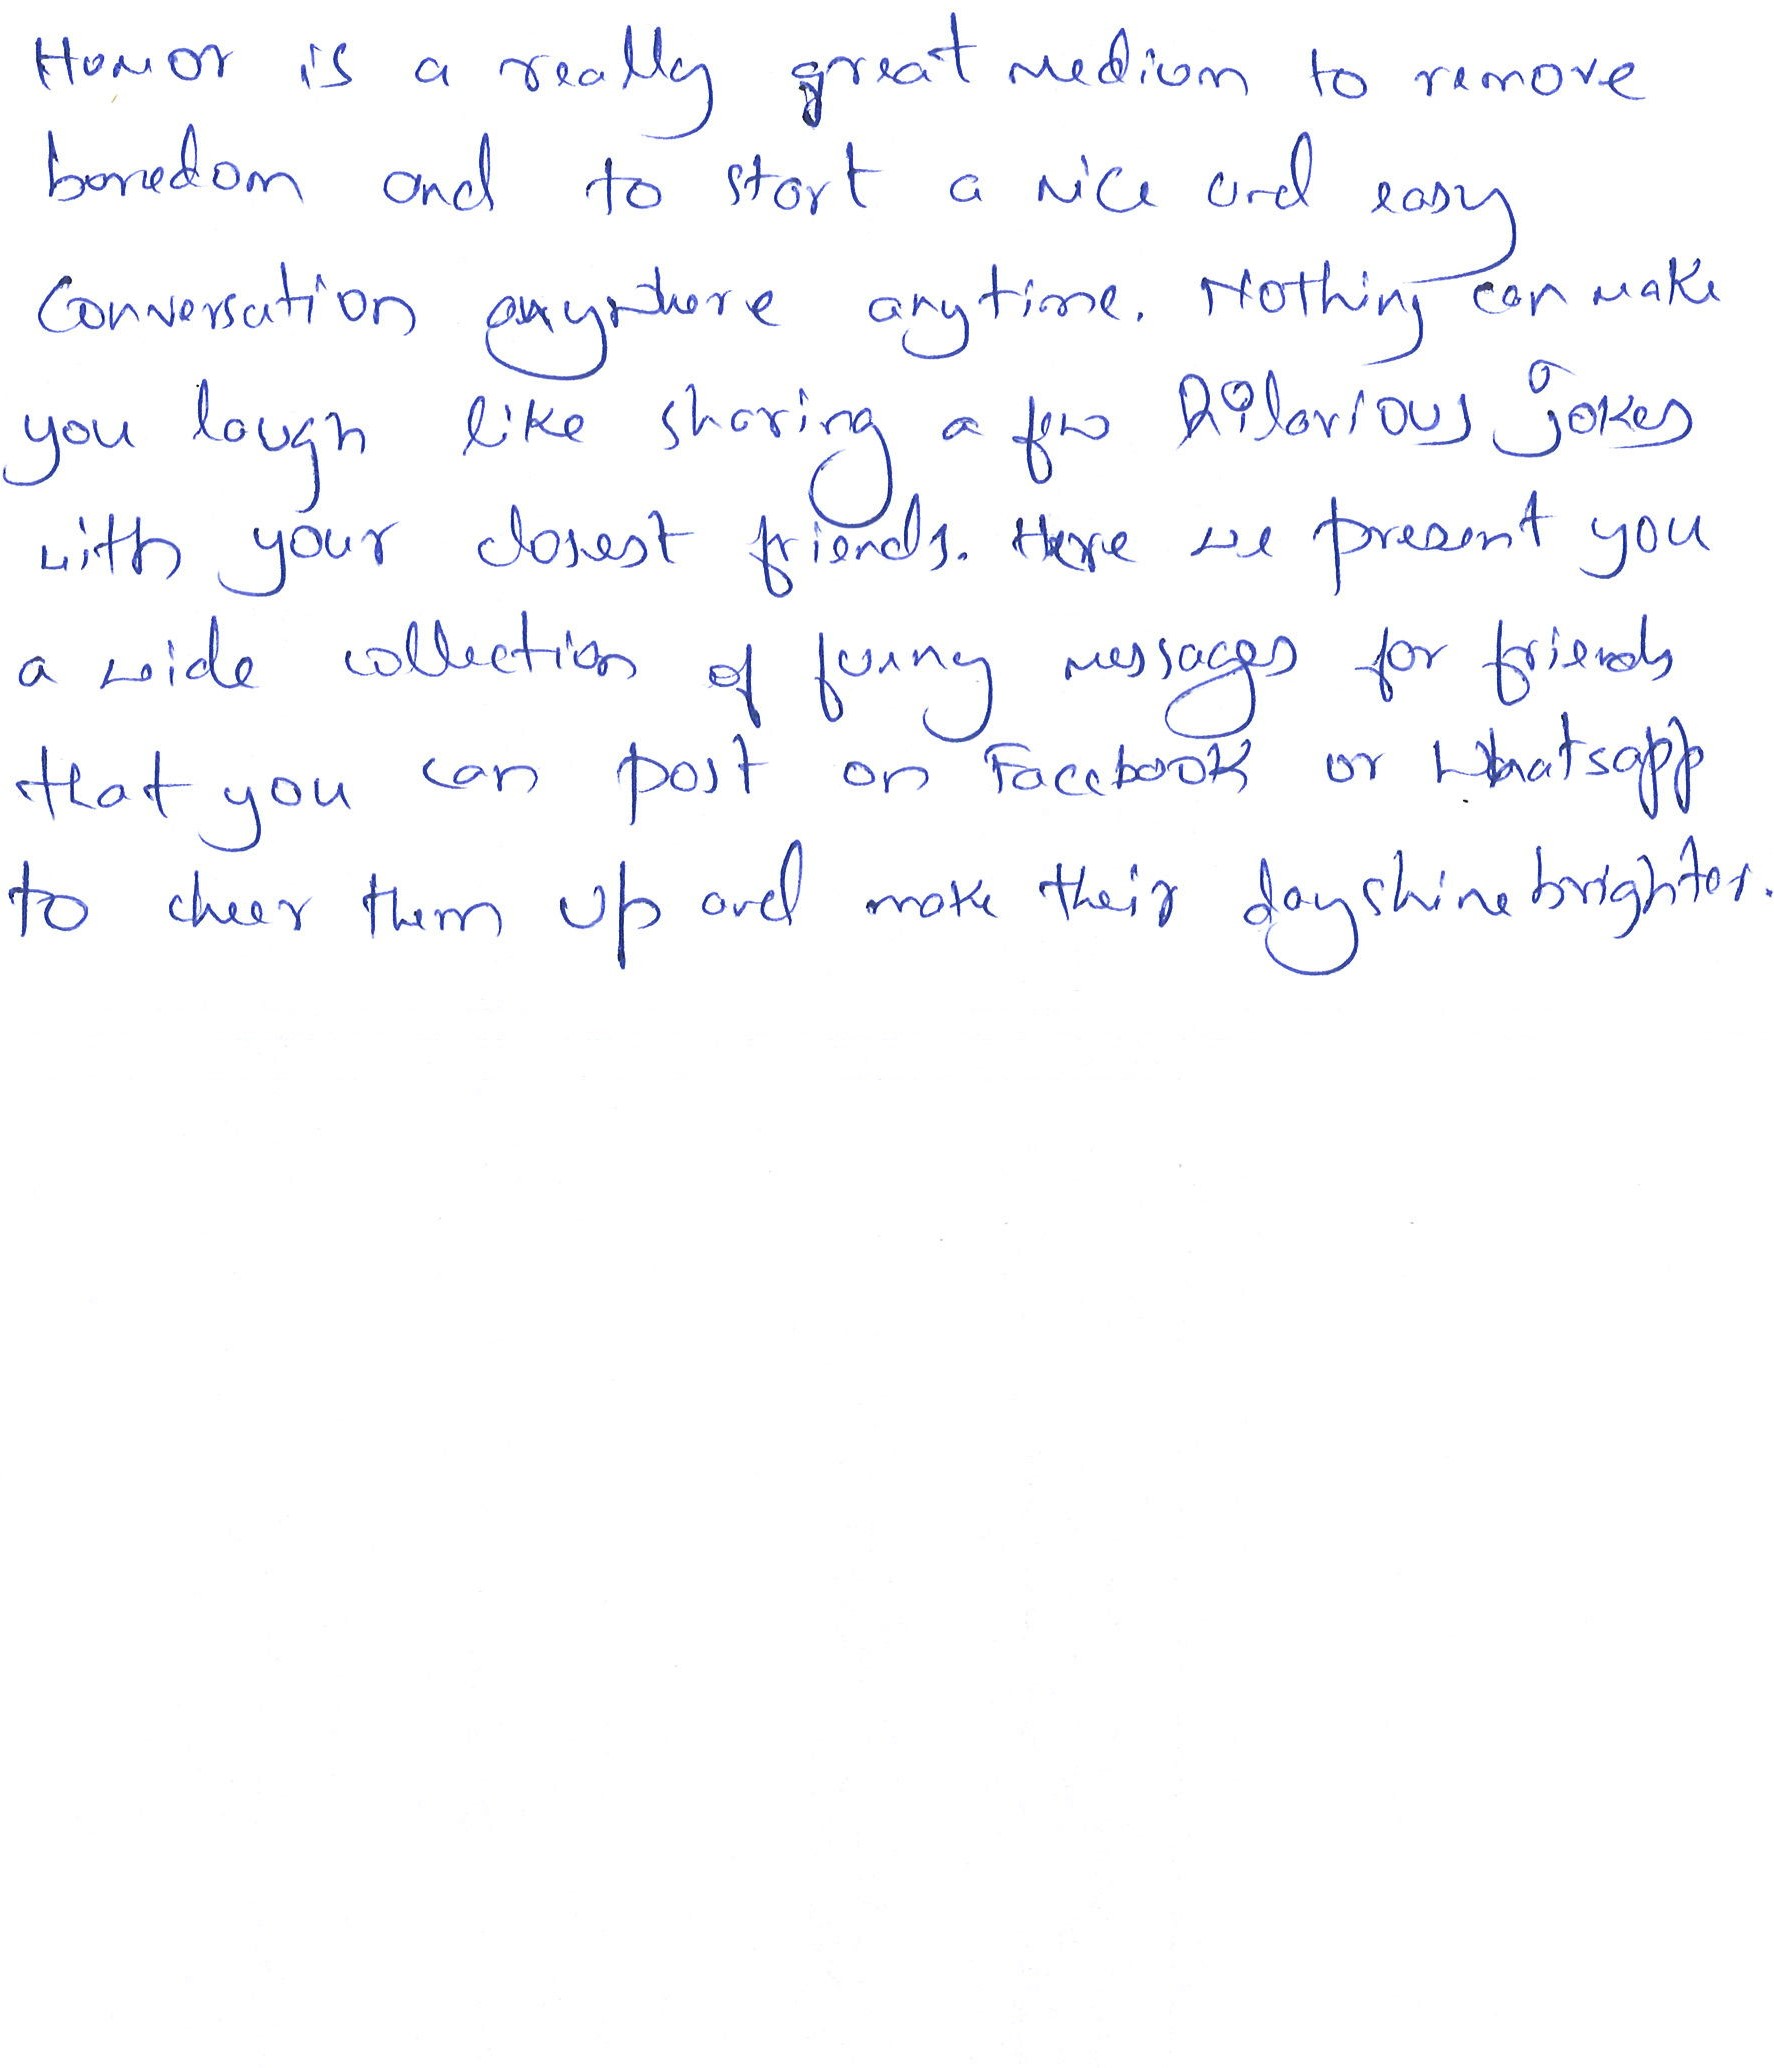 Humor is a really great medium to remove
boredom and to start a nice and easy
Conversation anywhere anytime. Nothing can make
you laugh like sharing a few hilarious jokes
with your closest friends. Here we present you
a wide collection of funny messages for friends
that you can post on Facebook or Whatsapp
to cheer them up and make their day shine brighter.